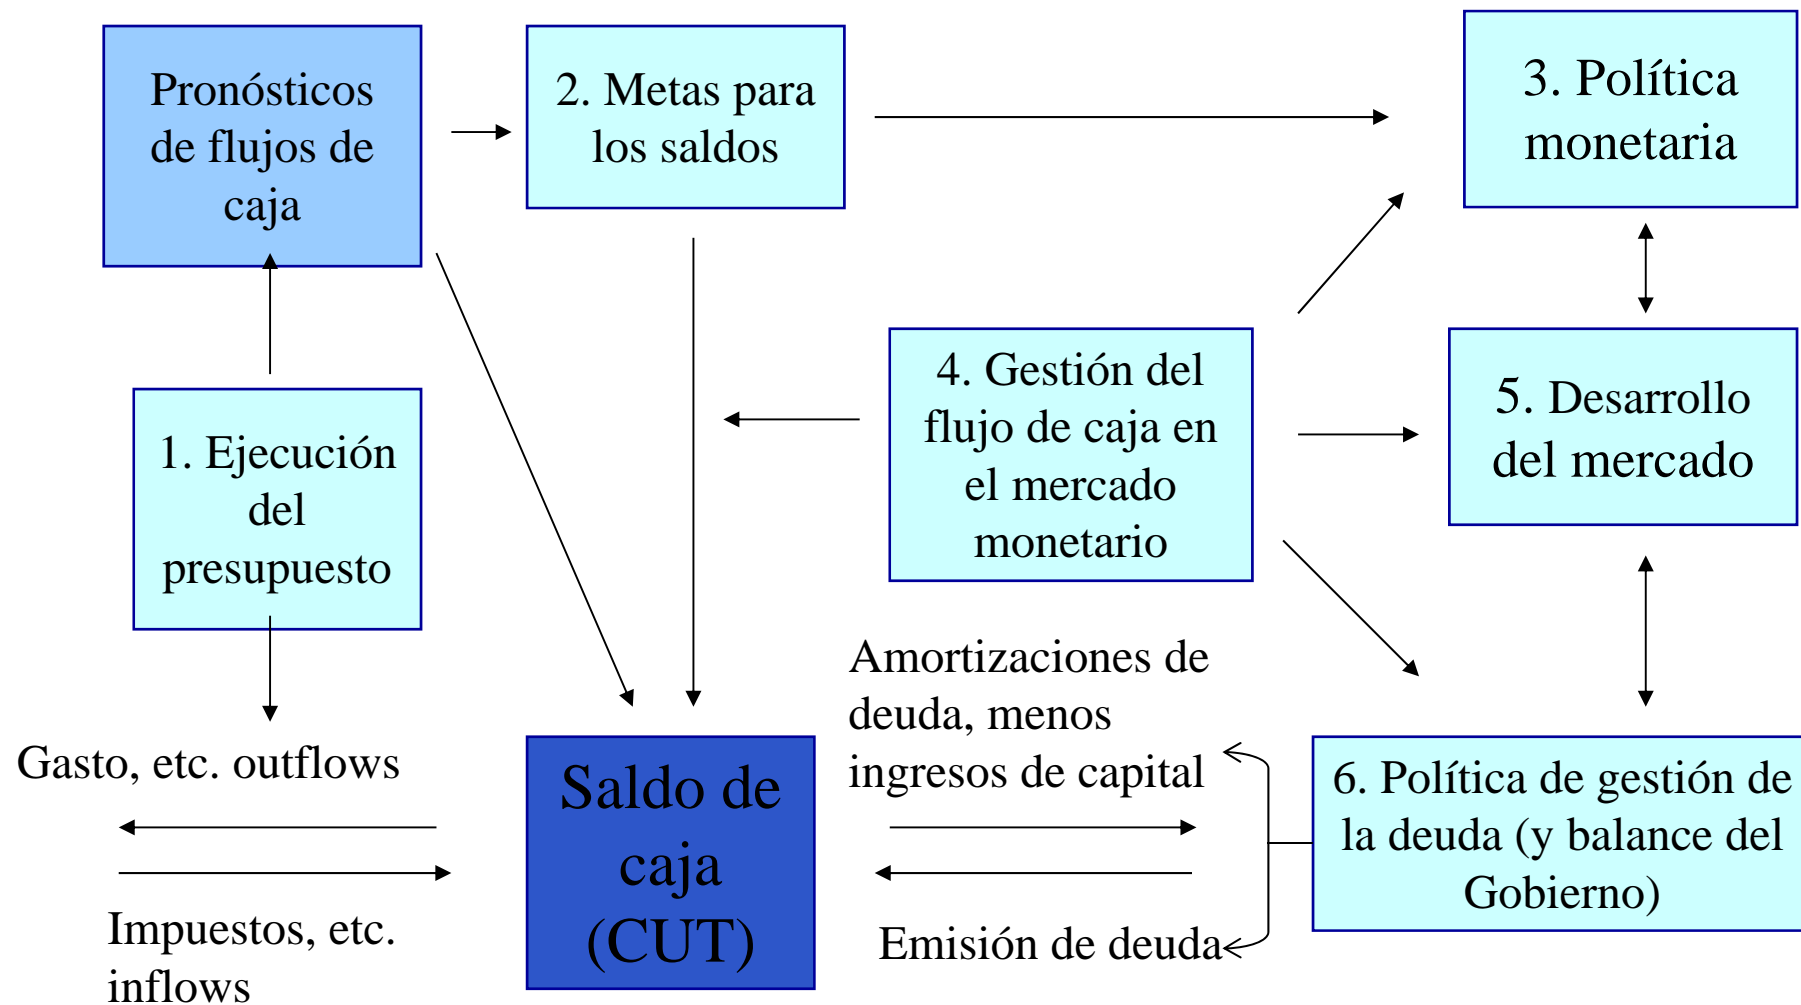 Pronósticos
de flujos de
caja
2. Metas para
los saldos
3. Política
monetaria
1. Ejecución
del
presupuesto
4. Gestión del
flujo de caja en
el mercado
monetario
5. Desarrollo
del mercado
Gasto, etc. outflows
Impuestos, etc.
inflows
Saldo de
caja
(CUT)
Amortizaciones de
deuda, menos
ingresos de capital
Emisión de deuda
6. Política de gestión de
la deuda (y balance del
Gobierno)